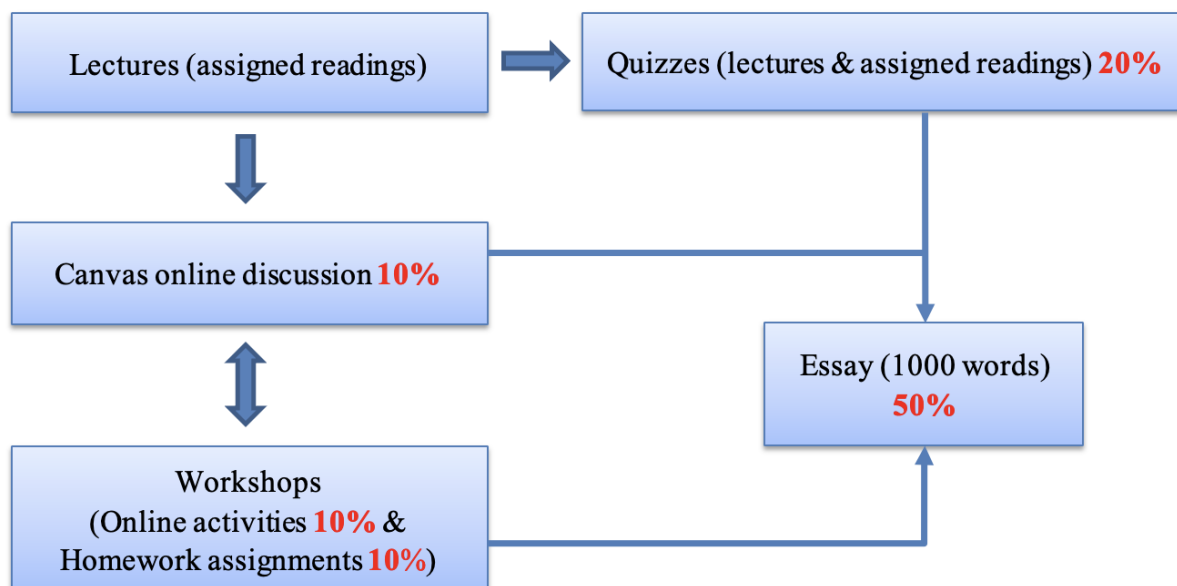 Lectures (assigned readings)
Quizzes (lectures & assigned readings) 20%
Canvas online discussion 10%
Essay (1000 words)
50%
Workshops
(Online activities 10% &
Homework assignments 10%)